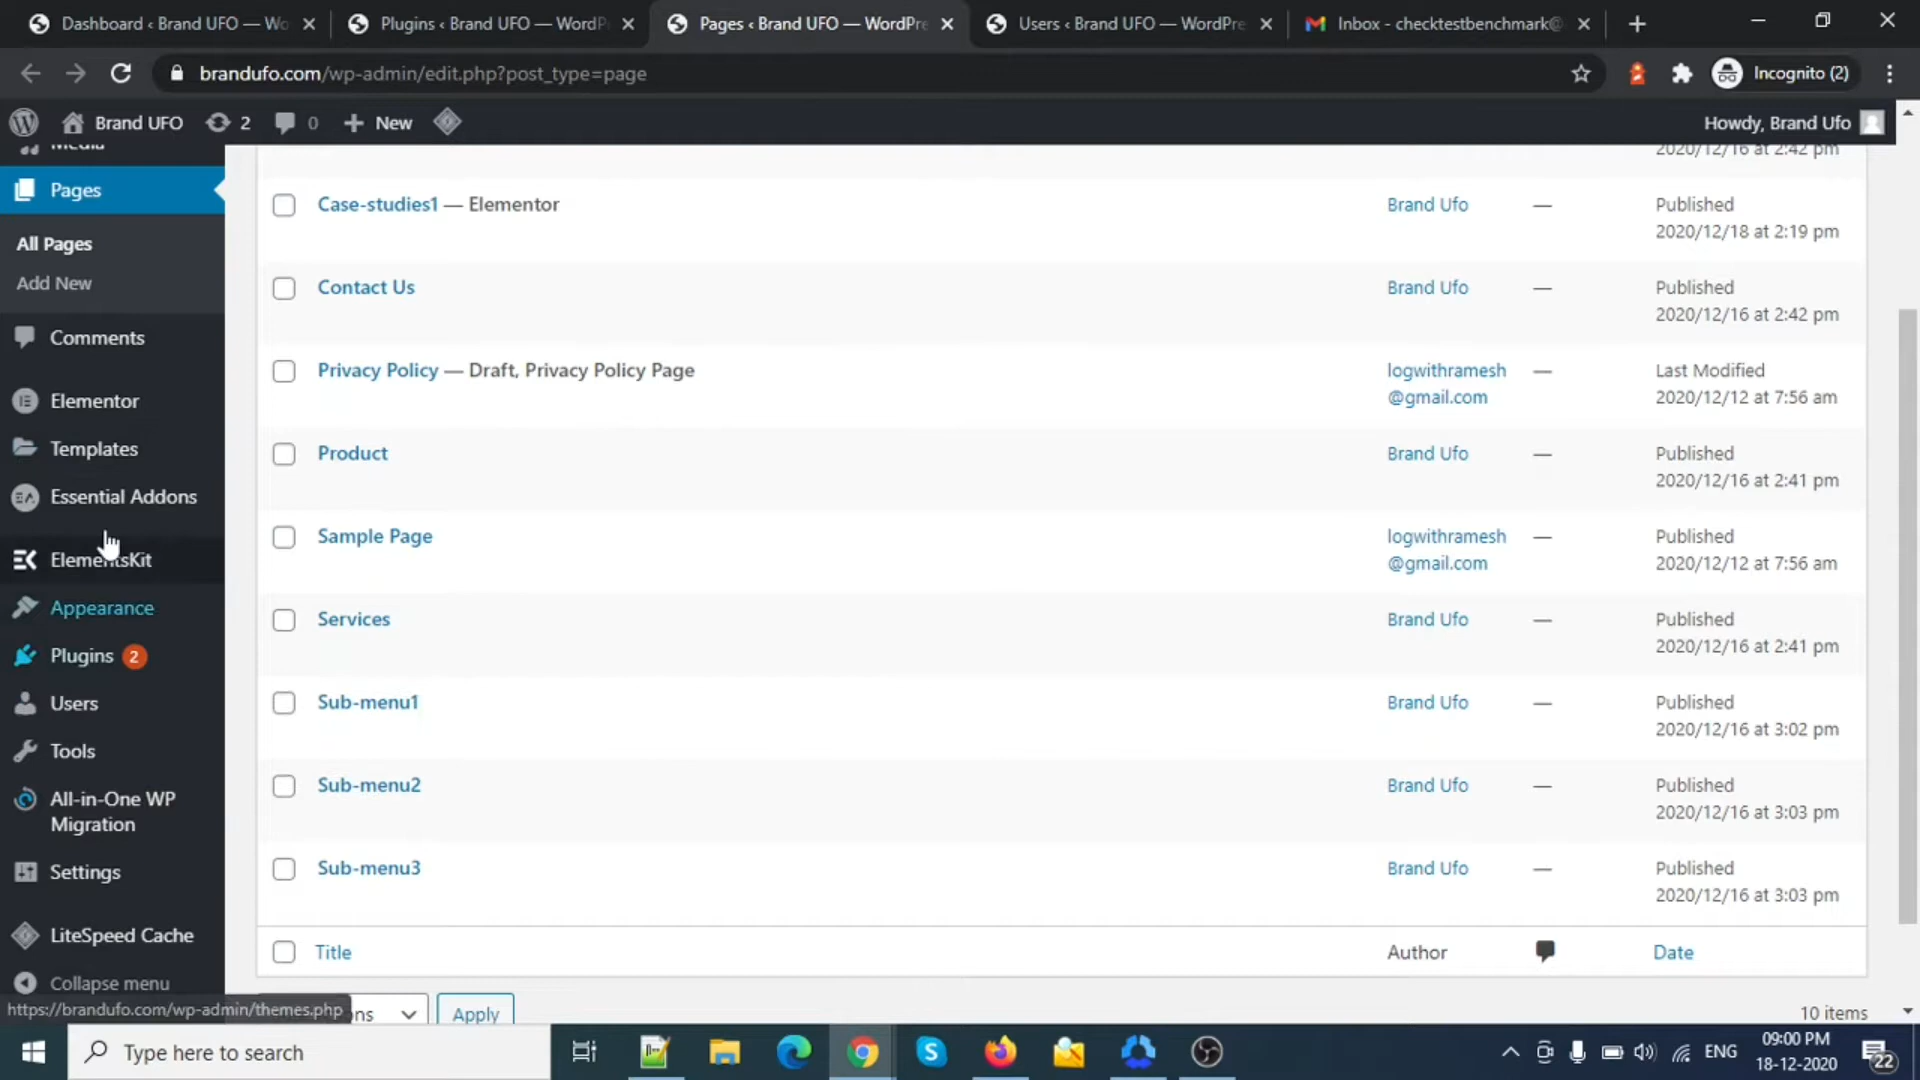 Dashboard ‹ Brand UFO — Wo
Plugins ‹ Brand UFO — WordP
Pages ‹ Brand UFO — WordPre
Users ‹ Brand UFO — WordPre
Inbox - checktestbenchmark@
brandufo.com/wp-admin/edit.php?post_type=page
Incognito (2)
Brand UFO
2
0
New
Howdy, Brand Ufo
Media
Pages
All Pages
Add New
Comments
Elementor
Templates
Essential Addons
ElementsKit
Appearance
Plugins 2
Users
Tools
All-in-One WP
Migration
Settings
LiteSpeed Cache
Collapse menu
https://brandufo.com/wp-admin/themes.php
2020/12/16 at 2:42 pm
Case-studies1 — Elementor
Brand Ufo
—
Published
2020/12/18 at 2:19 pm
Contact Us
Brand Ufo
—
Published
2020/12/16 at 2:42 pm
Privacy Policy — Draft, Privacy Policy Page
logwithramesh
@gmail.com
—
Last Modified
2020/12/12 at 7:56 am
Product
Brand Ufo
—
Published
2020/12/16 at 2:41 pm
Sample Page
logwithramesh
@gmail.com
—
Published
2020/12/12 at 7:56 am
Services
Brand Ufo
—
Published
2020/12/16 at 2:41 pm
Sub-menu1
Brand Ufo
—
Published
2020/12/16 at 3:02 pm
Sub-menu2
Brand Ufo
—
Published
2020/12/16 at 3:03 pm
Sub-menu3
Brand Ufo
—
Published
2020/12/16 at 3:03 pm
Title
Author
Date
ons
Apply
10 items
Type here to search
ENG
09:00 PM
18-12-2020
22